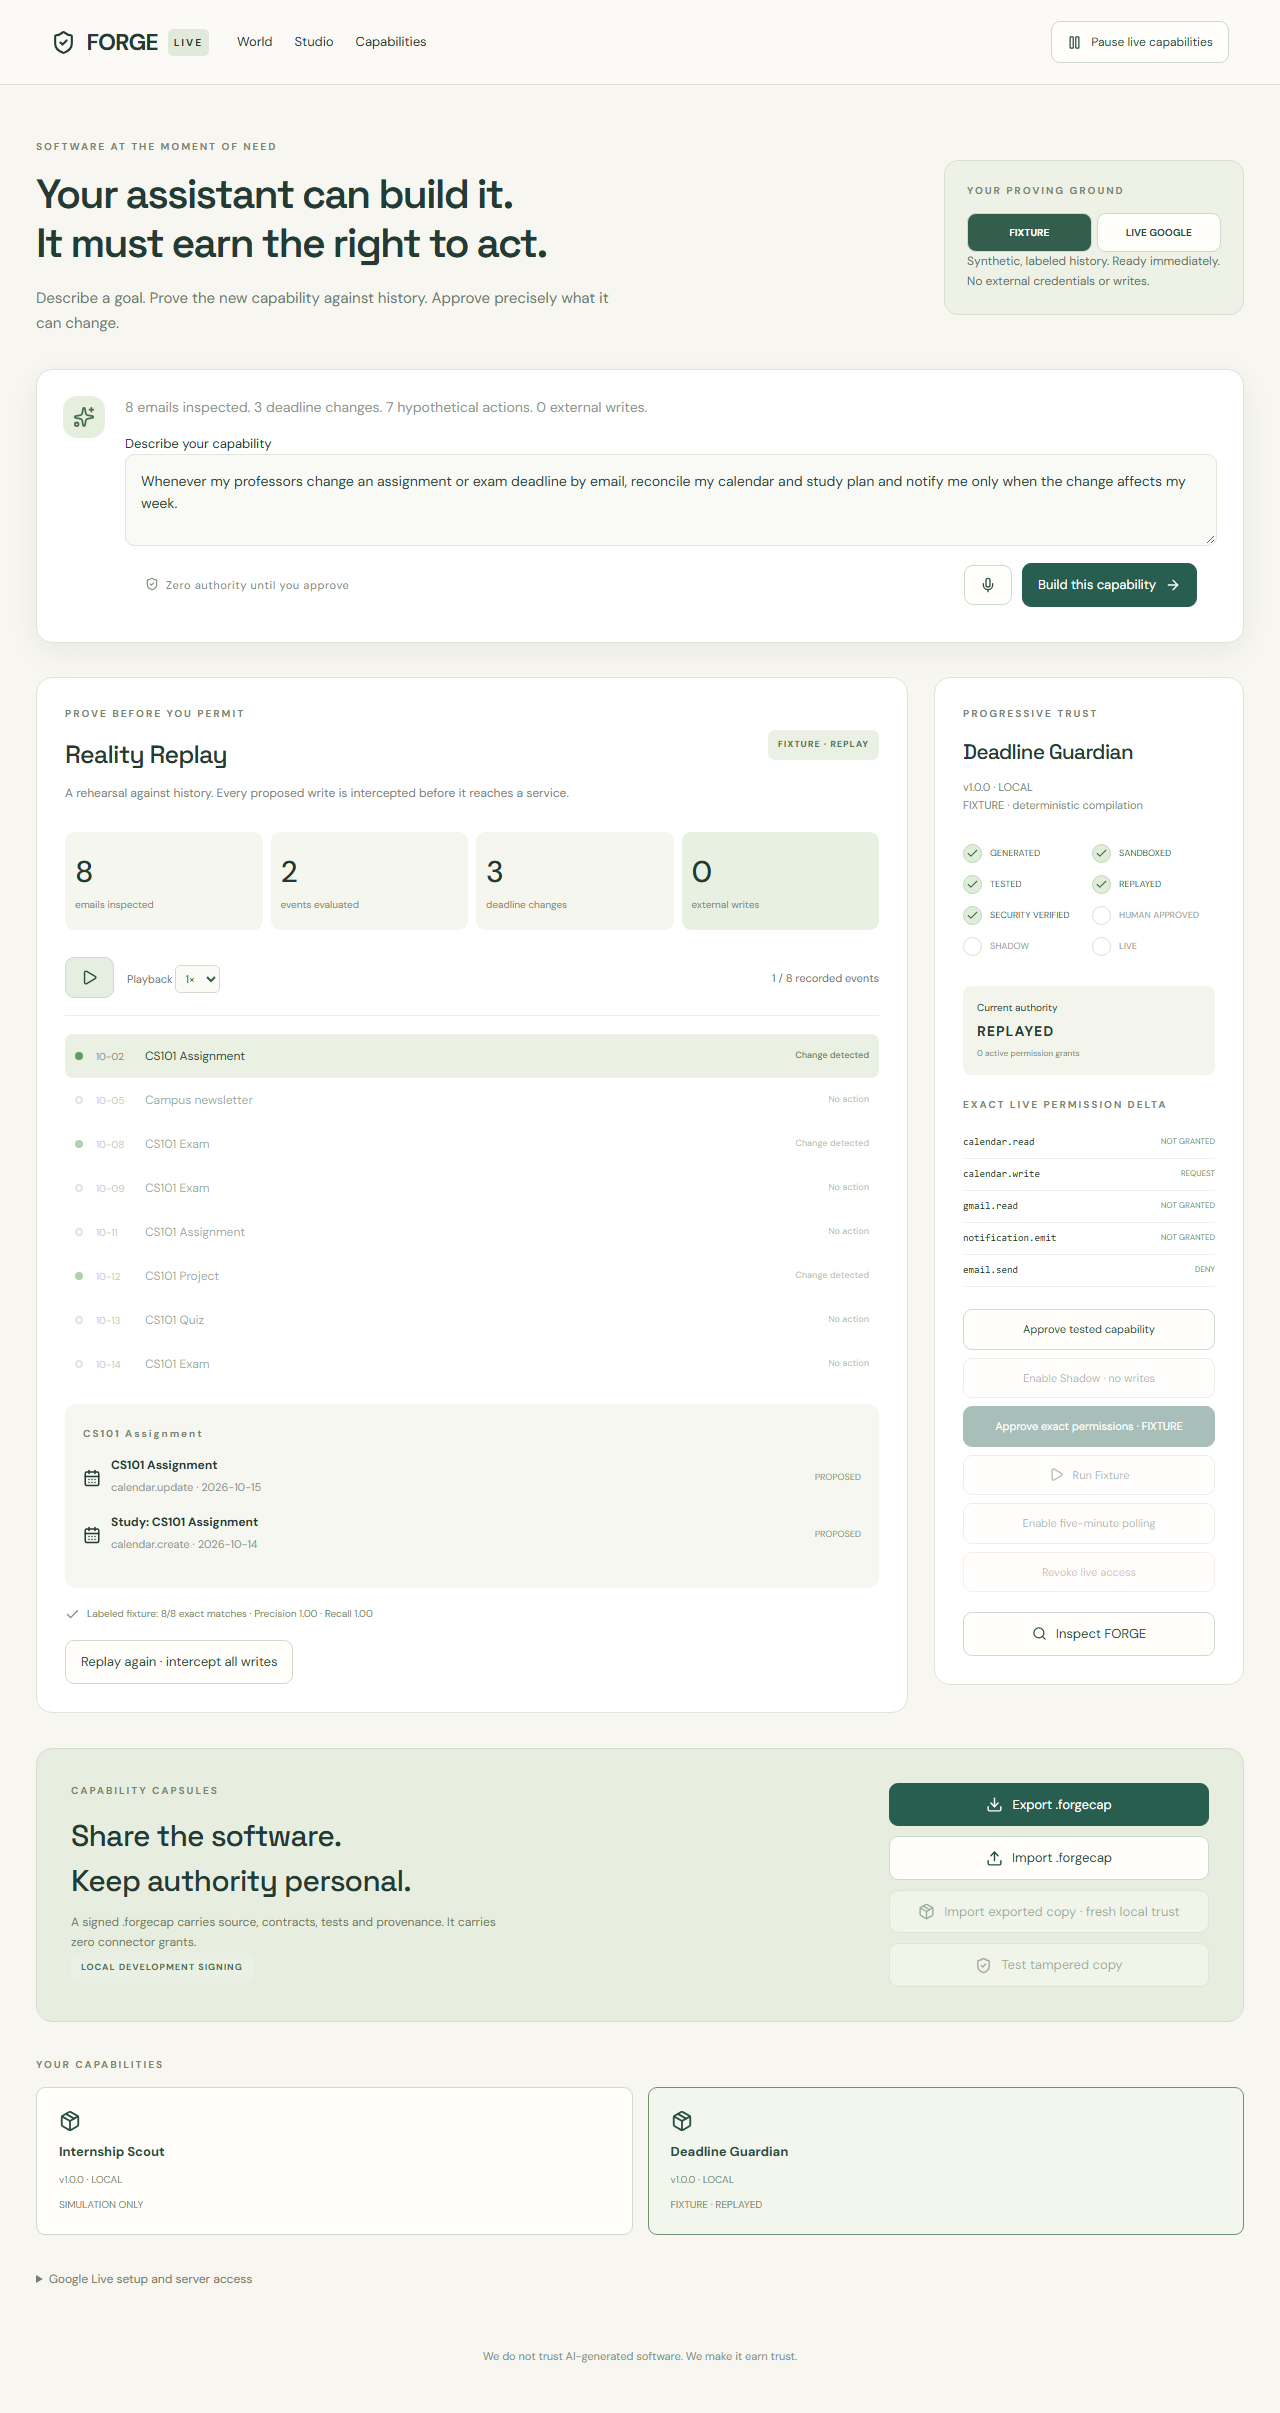 FORGE LIVE World Studio Capabilities Pause live capabilities
SOFTWARE AT THE MOMENT OF NEED
Your assistant can build it.
It must earn the right to act.
Describe a goal. Prove the new capability against history. Approve precisely what it
can change.
YOUR PROVING GROUND
FIXTURE LIVE GOOGLE
Synthetic, labeled history. Ready immediately.
No external credentials or writes.
8 emails inspected. 3 deadline changes. 7 hypothetical actions. 0 external writes.
Describe your capability
Whenever my professors change an assignment or exam deadline by email, reconcile my calendar and study plan and notify me only when the change affects my
week.
Zero authority until you approve
Build this capability
PROVE BEFORE YOU PERMIT
Reality Replay
FIXTURE · REPLAY
A rehearsal against history. Every proposed write is intercepted before it reaches a service.
8
emails inspected
2
events evaluated
3
deadline changes
0
external writes
Playback 1×
1 / 8 recorded events
10-02 CS101 Assignment Change detected
10-05 Campus newsletter No action
10-08 CS101 Exam Change detected
10-09 CS101 Exam No action
10-11 CS101 Assignment No action
10-12 CS101 Project Change detected
10-13 CS101 Quiz No action
10-14 CS101 Exam No action
CS101 Assignment
CS101 Assignment
calendar.update · 2026-10-15
PROPOSED
Study: CS101 Assignment
calendar.create · 2026-10-14
PROPOSED
Labeled fixture: 8/8 exact matches · Precision 1.00 · Recall 1.00
Replay again · intercept all writes
PROGRESSIVE TRUST
Deadline Guardian
v1.0.0 · LOCAL
FIXTURE · deterministic compilation
GENERATED SANDBOXED
TESTED REPLAYED
SECURITY VERIFIED HUMAN APPROVED
SHADOW LIVE
Current authority
REPLAYED
0 active permission grants
EXACT LIVE PERMISSION DELTA
calendar.read NOT GRANTED
calendar.write REQUEST
gmail.read NOT GRANTED
notification.emit NOT GRANTED
email.send DENY
Approve tested capability
Enable Shadow · no writes
Approve exact permissions · FIXTURE
Run Fixture
Enable five-minute polling
Revoke live access
Inspect FORGE
CAPABILITY CAPSULES
Share the software.
Keep authority personal.
A signed .forgecap carries source, contracts, tests and provenance. It carries
zero connector grants.
LOCAL DEVELOPMENT SIGNING
Export .forgecap
Import .forgecap
Import exported copy · fresh local trust
Test tampered copy
YOUR CAPABILITIES
Internship Scout
v1.0.0 · LOCAL
SIMULATION ONLY
Deadline Guardian
v1.0.0 · LOCAL
FIXTURE · REPLAYED
Google Live setup and server access
We do not trust AI-generated software. We make it earn trust.